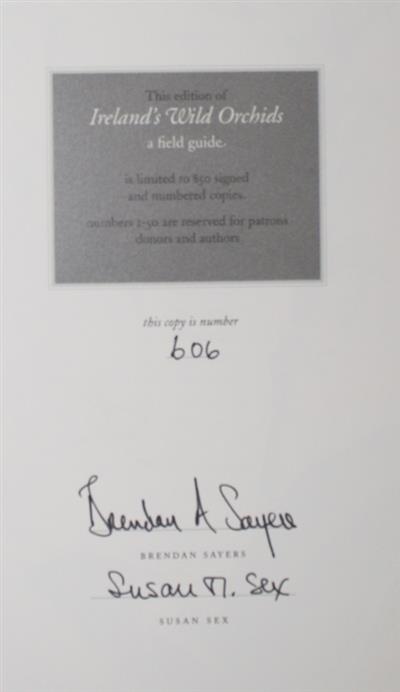 This edition of
Ireland's Wild Orchids
a field guide.
is limited to 850 signed
and numbered copies.
numbers 1-50 are reserved for patrons
donors and authors
this copy is number
606
Brendan A Sayers
BRENDAN SAYERS
Susan M. Sex
SUSAN SEX